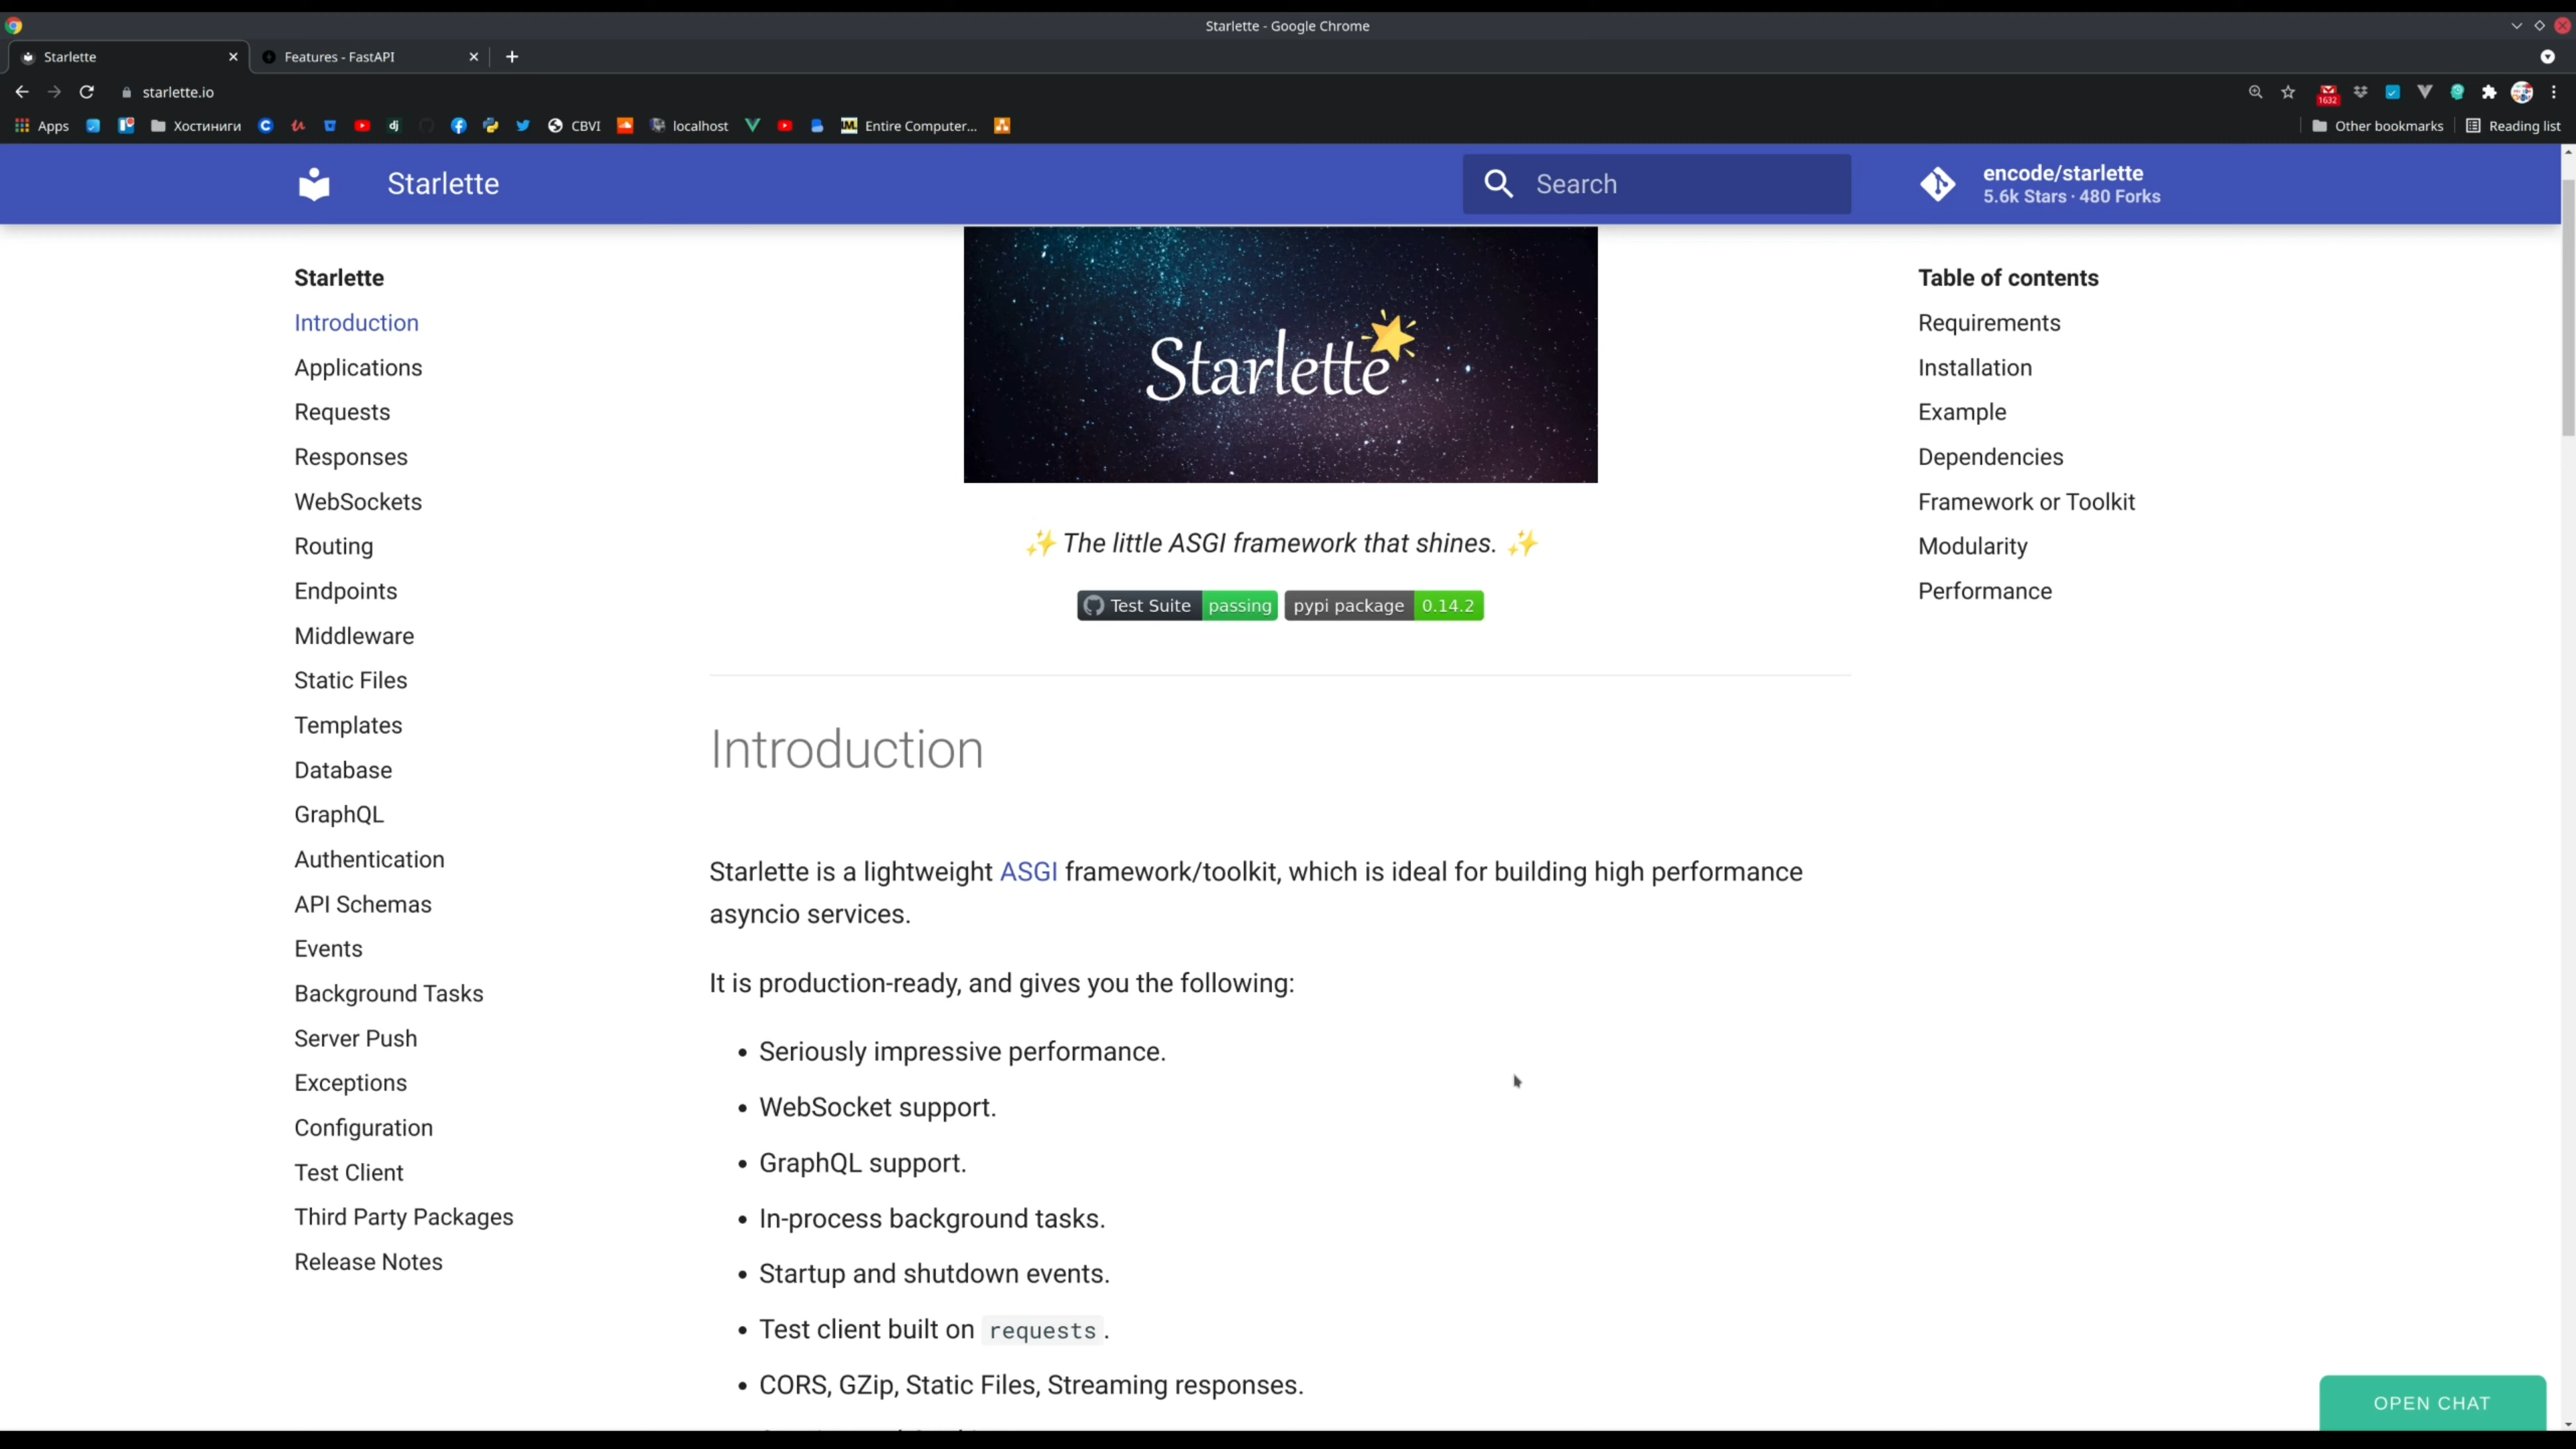 Starlette - Google Chrome
Starlette
Features - FastAPI
starlette.io
1632
Apps
Хостиниги
CBVI
localhost
Entire Computer...
Other bookmarks
Reading list
Starlette
Search
encode/starlette
5.6k Stars · 480 Forks
Starlette
Introduction
Applications
Requests
Responses
WebSockets
Routing
Endpoints
Middleware
Static Files
Templates
Database
GraphQL
Authentication
API Schemas
Events
Background Tasks
Server Push
Exceptions
Configuration
Test Client
Third Party Packages
Release Notes
Starlette
✨ The little ASGI framework that shines. ✨
Test Suite passing pypi package 0.14.2
Introduction
Starlette is a lightweight ASGI framework/toolkit, which is ideal for building high performance
asyncio services.
It is production-ready, and gives you the following:
• Seriously impressive performance.
• WebSocket support.
• GraphQL support.
• In-process background tasks.
• Startup and shutdown events.
• Test client built on requests.
• CORS, GZip, Static Files, Streaming responses.
Table of contents
Requirements
Installation
Example
Dependencies
Framework or Toolkit
Modularity
Performance
OPEN CHAT